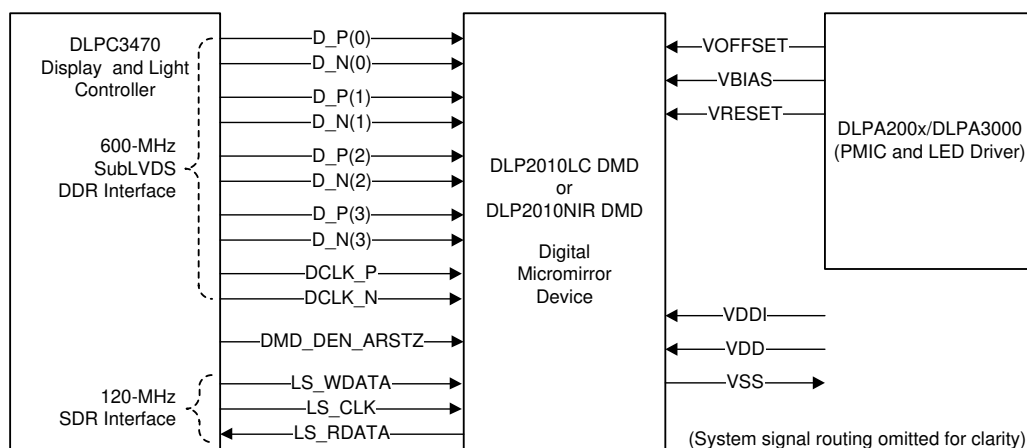 DLPC3470
Display and Light
Controller
600-MHz
SubLVDS
DDR Interface
120-MHz
SDR Interface
D_P(0)
D_N(0)
D_P(1)
D_N(1)
D_P(2)
D_N(2)
D_P(3)
D_N(3)
DCLK_P
DCLK_N
DMD_DEN_ARSTZ
LS_WDATA
LS_CLK
LS_RDATA
DLP2010LC DMD
or
DLP2010NIR DMD
Digital
Micromirror
Device
VOFFSET
VBIAS
VRESET
VDDI
VDD
VSS
DLPA200x/DLPA3000
(PMIC and LED Driver)
(System signal routing omitted for clarity)